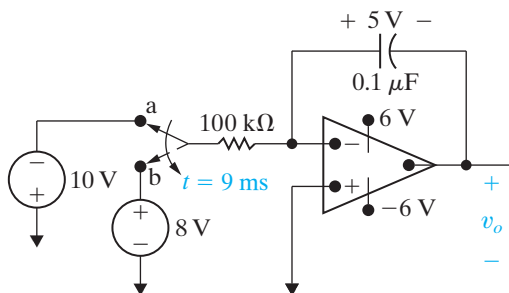 + 5 V −
0.1 μF
a
100 kΩ
6 V
−
−
+
10 V
b
t = 9 ms
+
−6 V
+
8 V
−
+
v_o
−